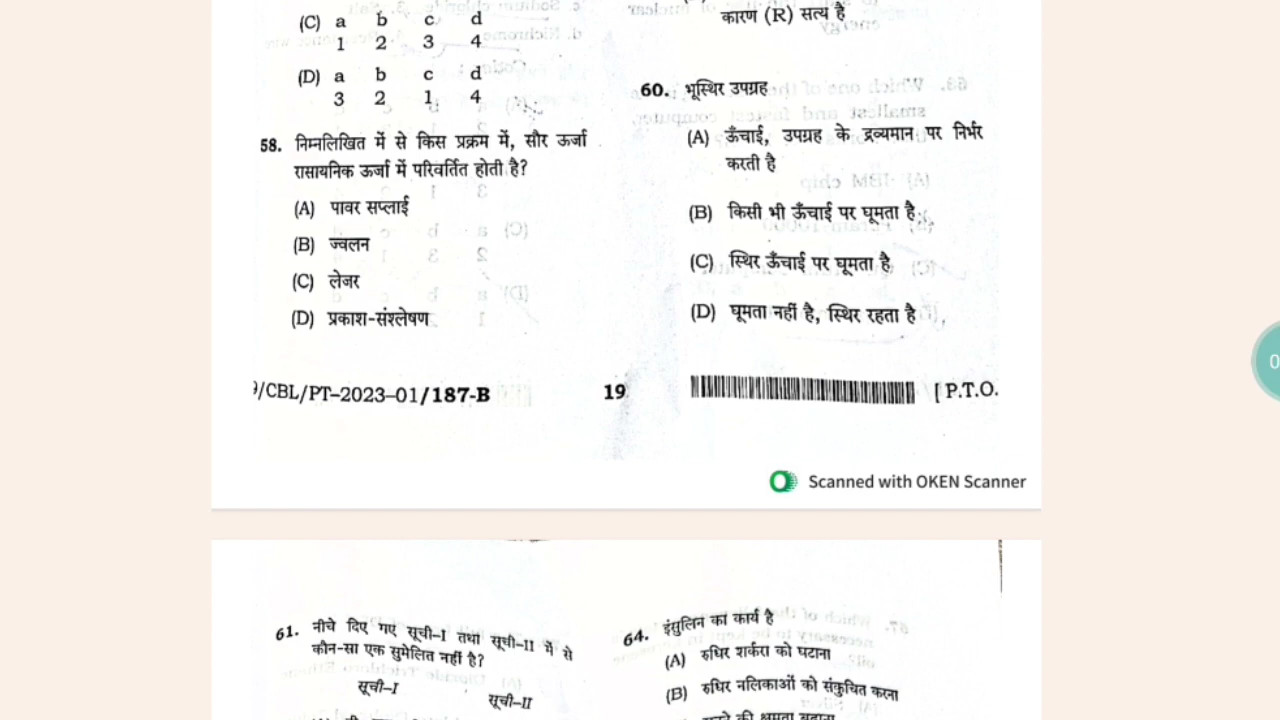 (C) a b c d
1 2 3 4
(D) a b c d
3 2 1 4
58. निम्नलिखित में से किस प्रक्रम में, सौर ऊर्जा
रासायनिक ऊर्जा में परिवर्तित होती है?
(A) पावर सप्लाई
(B) ज्वलन
(C) लेजर
(D) प्रकाश-संश्लेषण
कारण (R) सत्य है
60. भूस्थिर उपग्रह
(A) ऊँचाई, उपग्रह के द्रव्यमान पर निर्भर
करती है
(B) किसी भी ऊँचाई पर घूमता है
(C) स्थिर ऊँचाई पर घूमता है
(D) घूमता नहीं है, स्थिर रहता है
/CBL/PT-2023-01/187-B
19
[ P.T.O.
Scanned with OKEN Scanner
61. नीचे दिए गए सूची-I तथा सूची-II में से
कौन-सा एक सुमेलित नहीं है?
सूची-I सूची-II
64. इंसुलिन का कार्य है
(A) रुधिर शर्करा को घटाना
(B) रुधिर नलिकाओं को संकुचित करना
की क्षमता बढ़ाना